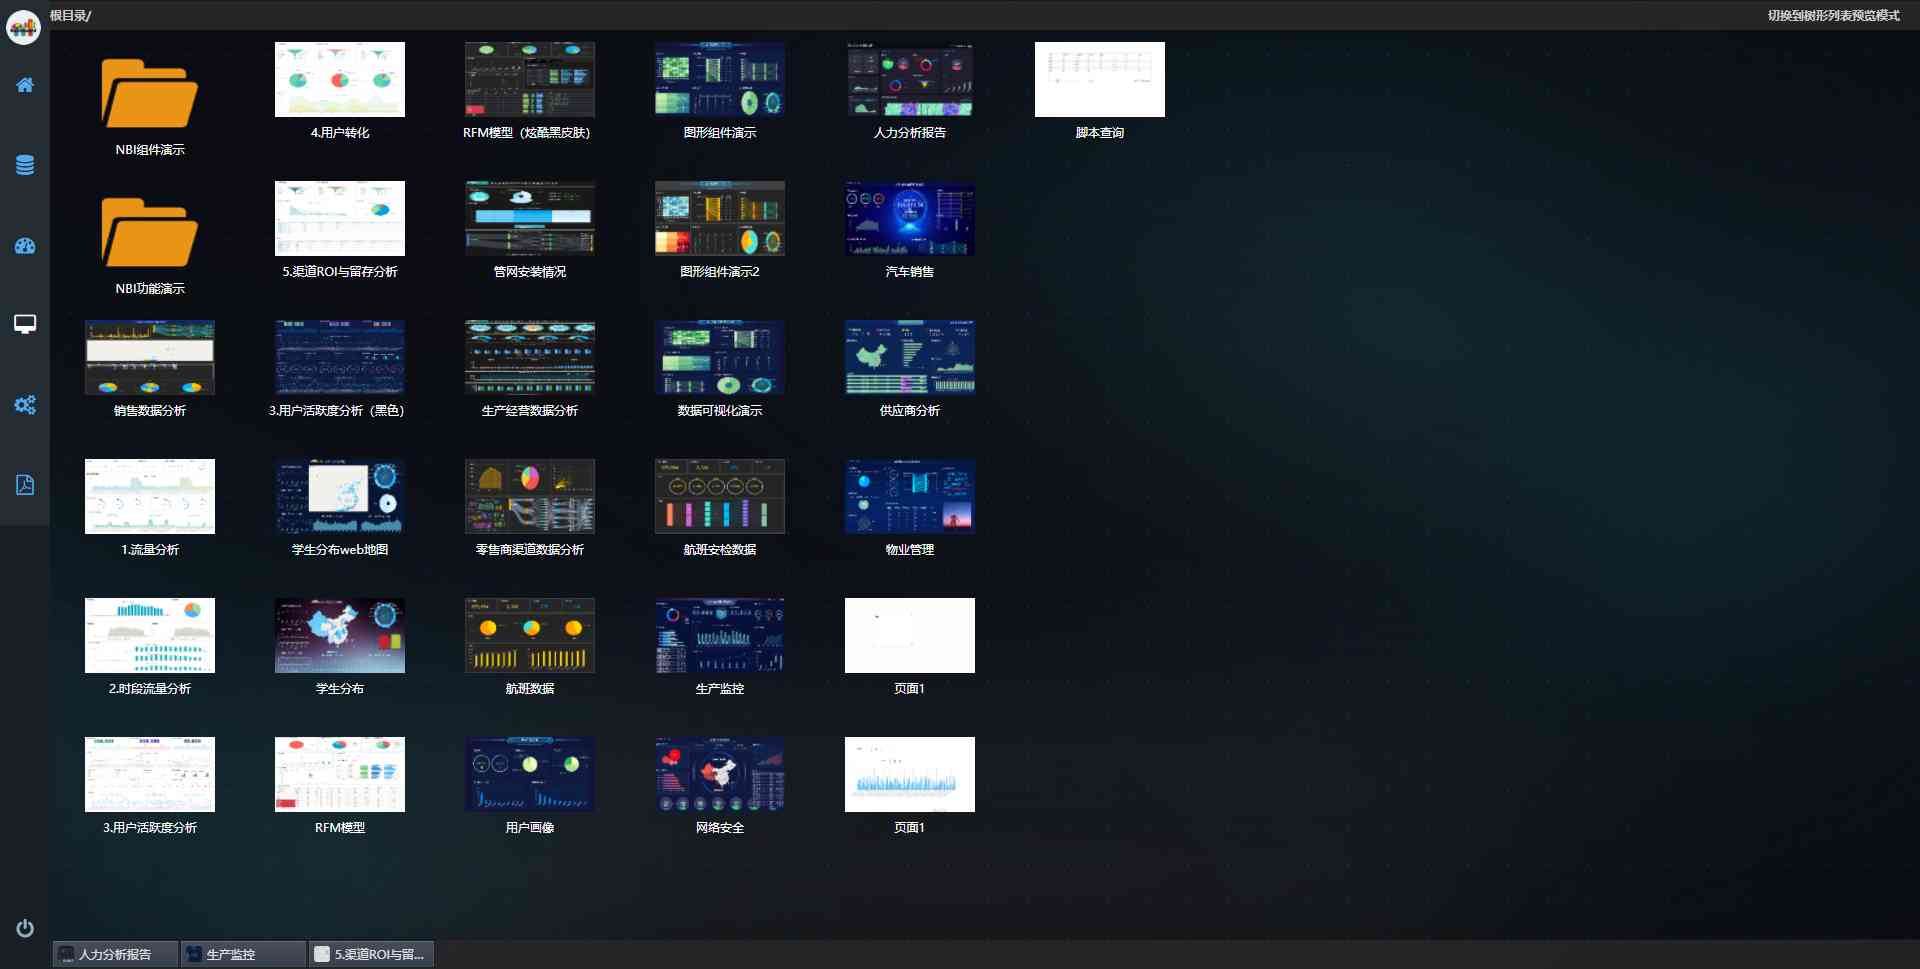 根目录/
切换到树形列表预览模式
NBI组件演示
4.用户转化
RFM模型（炫酷黑皮肤）
图形组件演示
人力分析报告
脚本查询
NBI功能演示
5.渠道ROI与留存分析
管网安装情况
图形组件演示2
汽车销售
销售数据分析
3.用户活跃度分析（黑色）
生产经营数据分析
数据可视化演示
供应商分析
1.流量分析
学生分布web地图
零售商渠道数据分析
航班安检数据
物业管理
2.时段流量分析
学生分布
航班数据
生产监控
页面1
3.用户活跃度分析
RFM模型
用户画像
网络安全
页面1
人力分析报告
生产监控
5.渠道ROI与留...